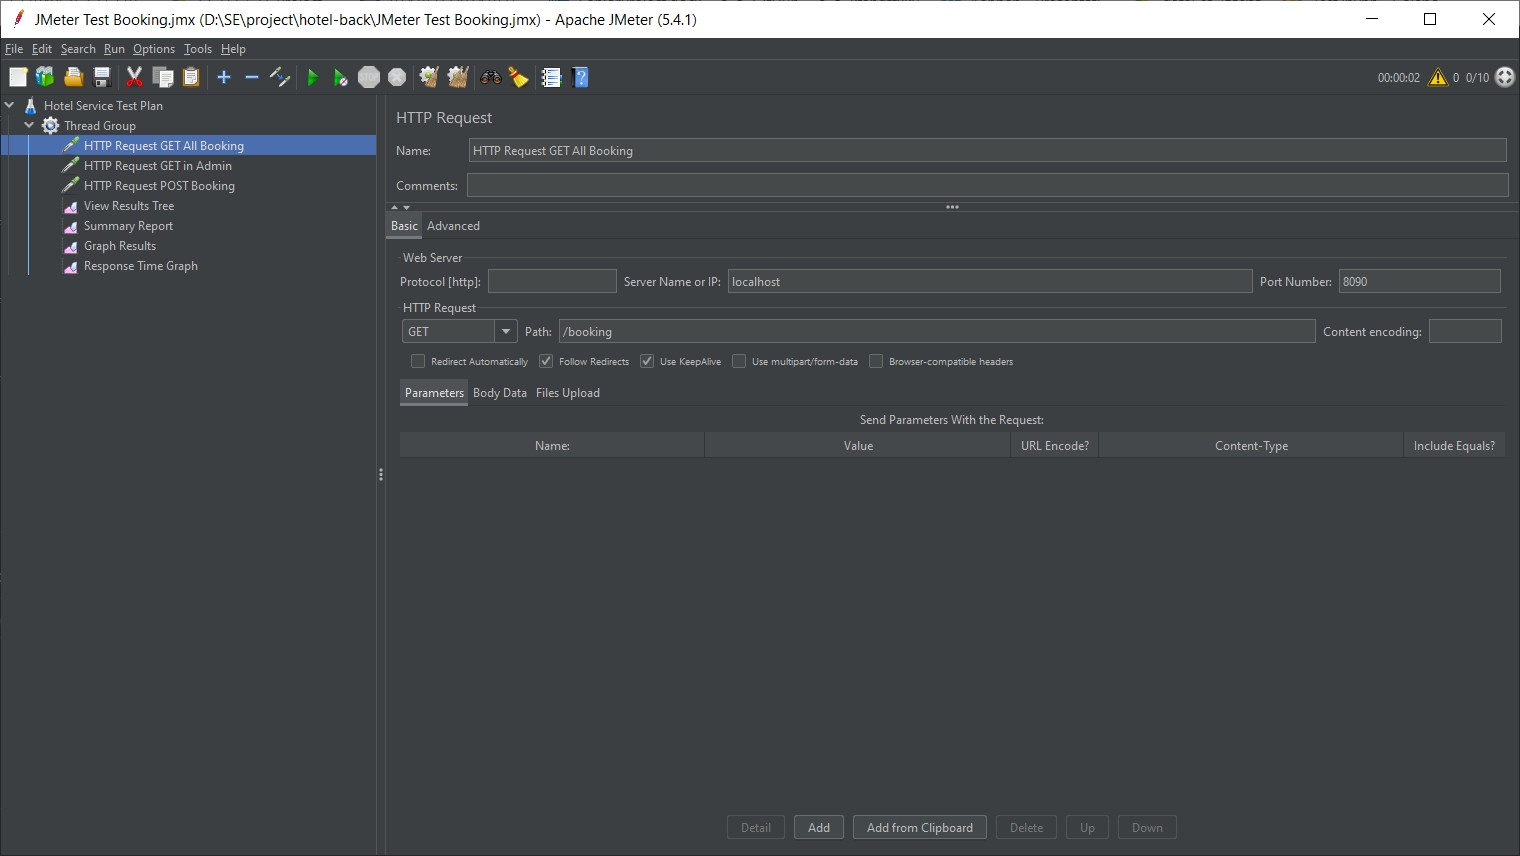 JMeter Test Booking.jmx (D:\SE\project\hotel-back\JMeter Test Booking.jmx) - Apache JMeter (5.4.1)
File Edit Search Run Options Tools Help
STOP
00:00:02 0 0/10
Hotel Service Test Plan
Thread Group
HTTP Request GET All Booking
HTTP Request GET in Admin
HTTP Request POST Booking
View Results Tree
Summary Report
Graph Results
Response Time Graph
HTTP Request
Name: HTTP Request GET All Booking
Comments:
Basic Advanced
Web Server
Protocol [http]: Server Name or IP: localhost Port Number: 8090
HTTP Request
GET Path: /booking Content encoding:
Redirect Automatically Follow Redirects Use KeepAlive Use multipart/form-data Browser-compatible headers
Parameters Body Data Files Upload
Send Parameters With the Request:
Name: Value URL Encode? Content-Type Include Equals?
Detail Add Add from Clipboard Delete Up Down